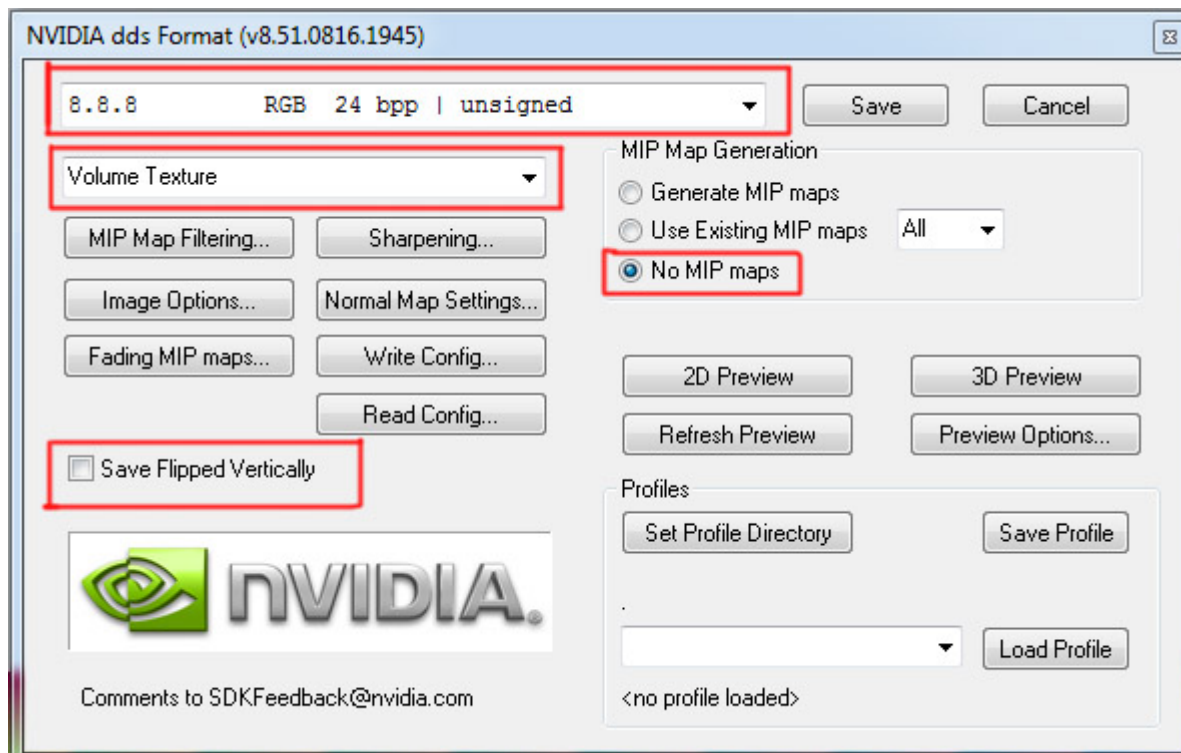 NVIDIA dds Format (v8.51.0816.1945)
8.8.8 RGB 24 bpp | unsigned
Save
Cancel
Volume Texture
MIP Map Generation
Generate MIP maps
Use Existing MIP maps
All
No MIP maps
MIP Map Filtering...
Sharpening...
Image Options...
Normal Map Settings...
Fading MIP maps...
Write Config...
Read Config...
2D Preview
3D Preview
Refresh Preview
Preview Options...
Save Flipped Vertically
Profiles
Set Profile Directory
Save Profile
.
Load Profile
<no profile loaded>
NVIDIA.
Comments to SDKFeedback@nvidia.com